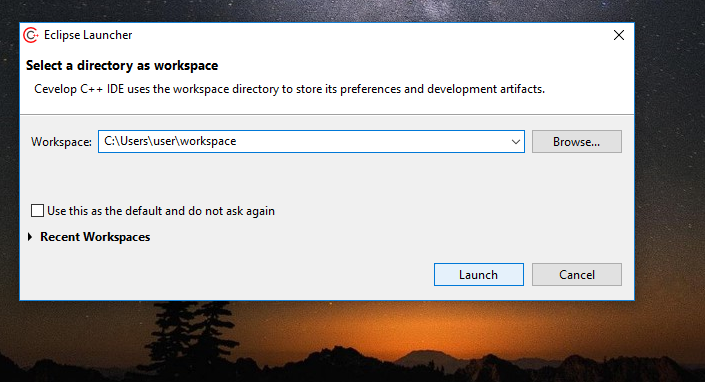 Eclipse Launcher
Select a directory as workspace
Cevelop C++ IDE uses the workspace directory to store its preferences and development artifacts.
Workspace: C:\Users\user\workspace Browse...
Use this as the default and do not ask again
Recent Workspaces
Launch Cancel